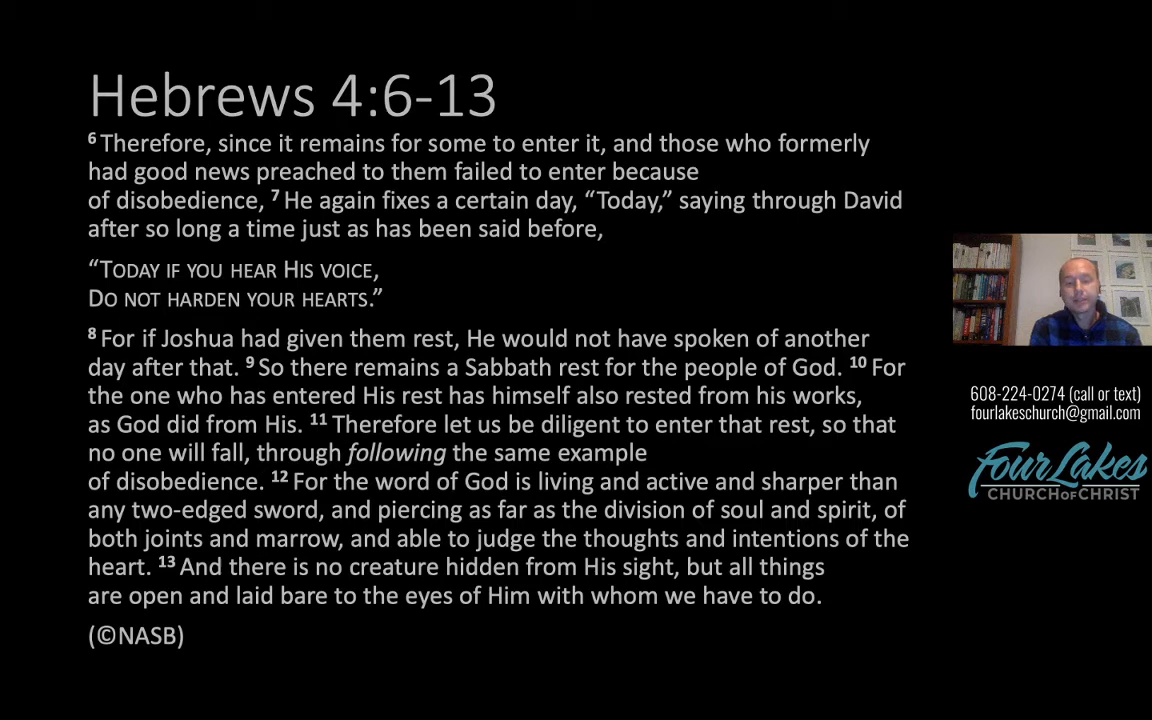 Hebrews 4:6-13
6 Therefore, since it remains for some to enter it, and those who formerly
had good news preached to them failed to enter because
of disobedience, 7 He again fixes a certain day, “Today,” saying through David
after so long a time just as has been said before,
“TODAY IF YOU HEAR HIS VOICE,
DO NOT HARDEN YOUR HEARTS.”
8 For if Joshua had given them rest, He would not have spoken of another
day after that. 9 So there remains a Sabbath rest for the people of God. 10 For
the one who has entered His rest has himself also rested from his works,
as God did from His. 11 Therefore let us be diligent to enter that rest, so that
no one will fall, through following the same example
of disobedience. 12 For the word of God is living and active and sharper than
any two-edged sword, and piercing as far as the division of soul and spirit, of
both joints and marrow, and able to judge the thoughts and intentions of the
heart. 13 And there is no creature hidden from His sight, but all things
are open and laid bare to the eyes of Him with whom we have to do.
(©NASB)
608-224-0274 (call or text)
fourlakeschurch@gmail.com
Four Lakes
CHURCH OF CHRIST